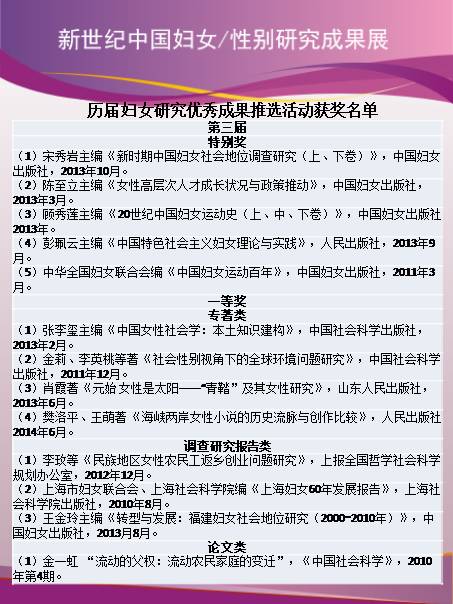 新世纪中国妇女/性别研究成果展
历届妇女研究优秀成果推选活动获奖名单
第三届
特别奖
（1）宋秀岩主编《新时期中国妇女社会地位调查研究（上、下卷）》，中国妇女
出版社，2013年10月。
（2）陈至立主编《女性高层次人才成长状况与政策推动》，中国妇女出版社，
2013年3月。
（3）顾秀莲主编《20世纪中国妇女运动史（上、中、下卷）》，中国妇女出版社
2013年。
（4）彭珮云主编《中国特色社会主义妇女理论与实践》，人民出版社，2013年9
月。
（5）中华全国妇女联合会编《中国妇女运动百年》，中国妇女出版社，2011年3
月。
一等奖
专著类
（1）张李玺主编《中国女性社会学：本土知识建构》，中国社会科学出版社，
2013年2月。
（2）金莉、李英桃等著《社会性别视角下的全球环境问题研究》，中国社会科学
出版社，2011年12月。
（3）肖霞著《元始 女性是太阳——“青鞜”及其女性研究》，山东人民出版社，
2013年6月。
（4）樊洛平、王萌著《海峡两岸女性小说的历史流脉与创作比较》，人民出版社
2014年6月。
调查研究报告类
（1）李玫等《民族地区女性农民工返乡创业问题研究》，上报全国哲学社会科学
规划办公室，2012年12月。
（2）上海市妇女联合会、上海社会科学院编《上海妇女60年发展报告》，上海社
会科学院出版社，2010年8月。
（3）王金玲主编《转型与发展：福建妇女社会地位研究（2000-2010年）》，中
国妇女出版社，2013月8月。
论文类
（1）金一虹 “流动的父权：流动农民家庭的变迁”，《中国社会科学》，2010
年第4期。